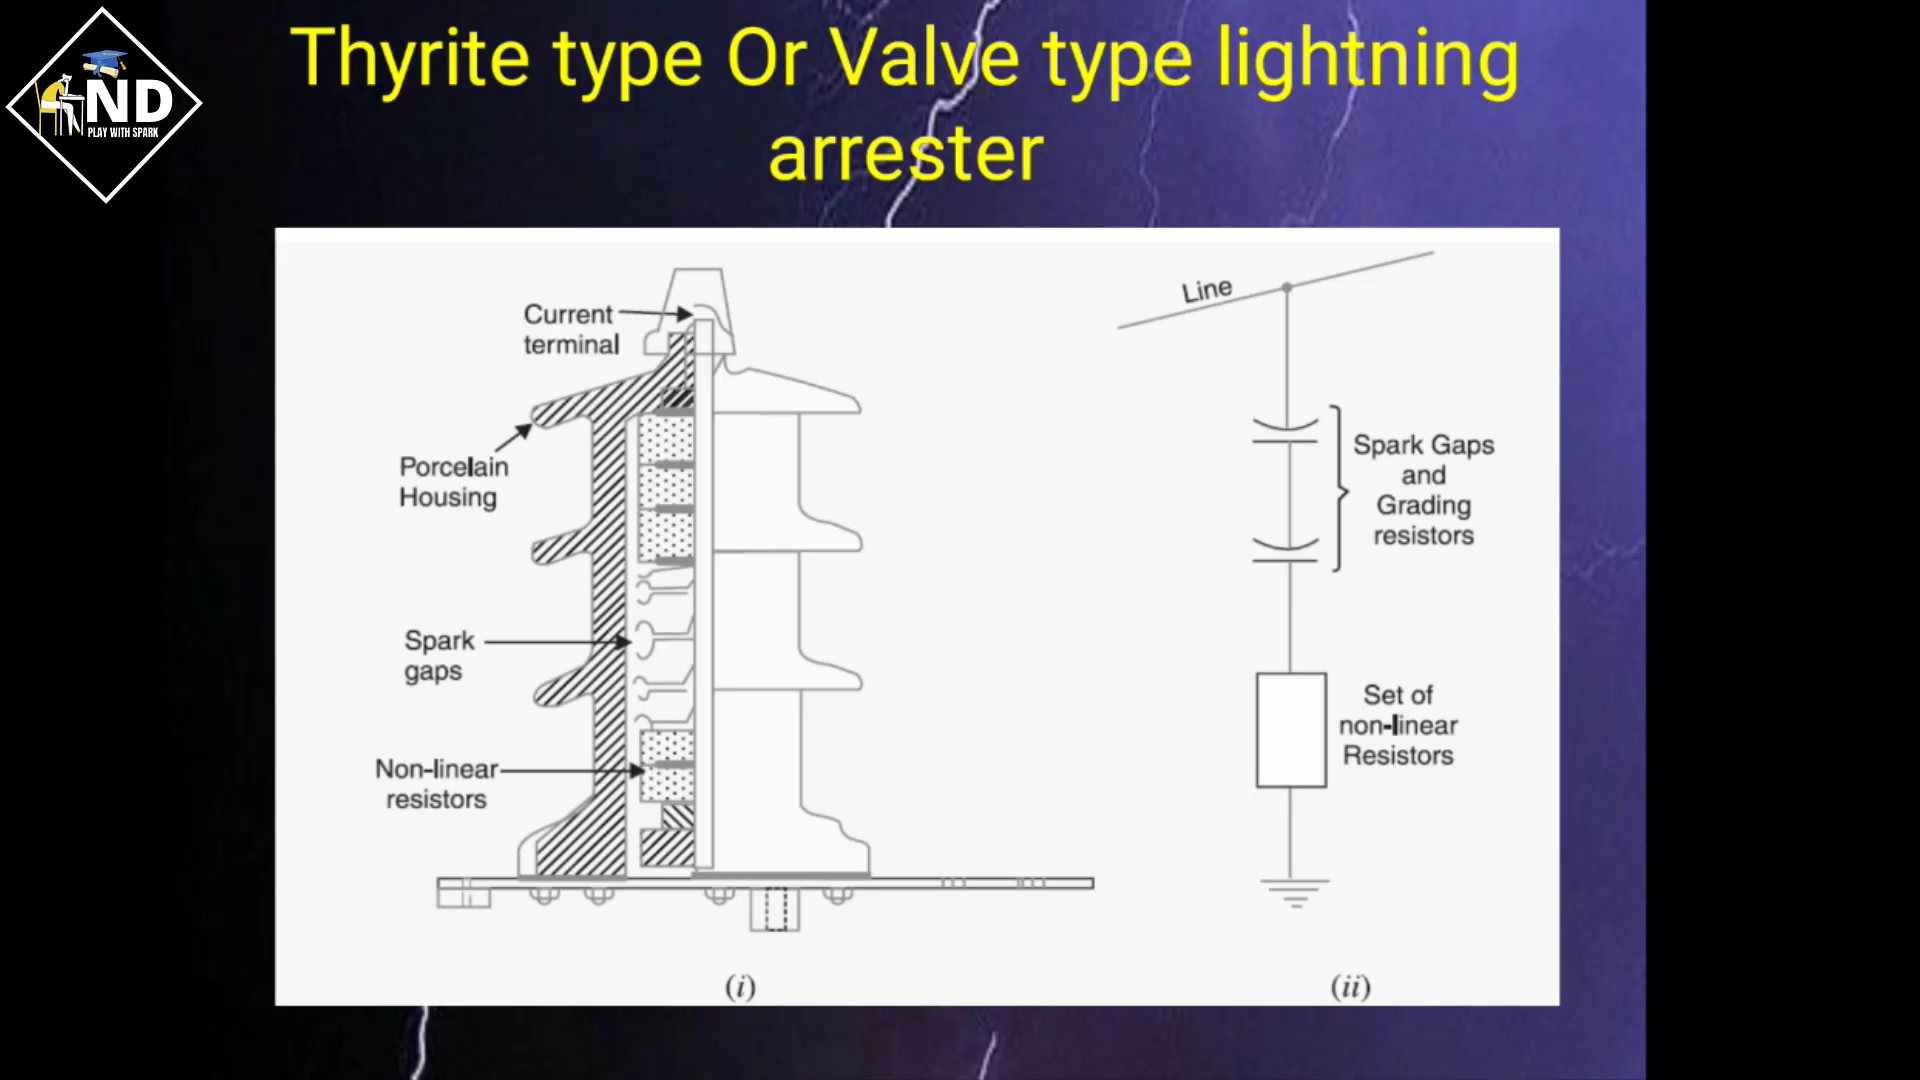 ND
PLAY WITH SPARK
Thyrite type Or Valve type lightning
arrester
Current
terminal
Porcelain
Housing
Spark
gaps
Non-linear
resistors
(i)
Line
Spark Gaps
and
Grading
resistors
Set of
non-linear
Resistors
(ii)